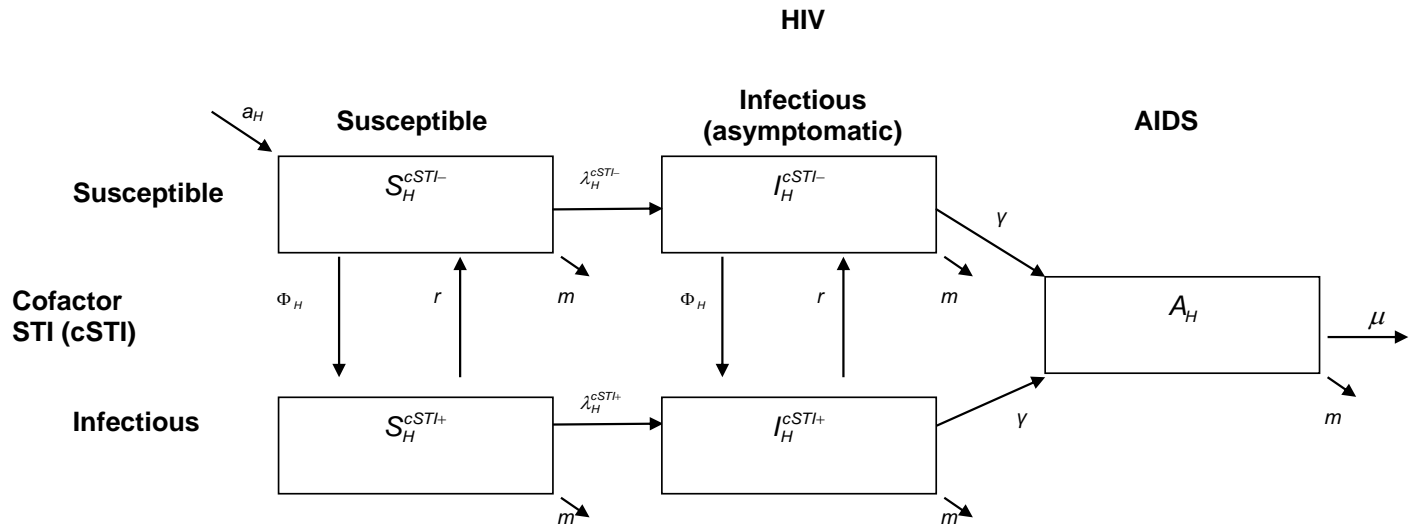 HIV
a_H
Susceptible
Infectious
(asymptomatic)
AIDS
Susceptible
S_H^{cSTI–}
λ_H^{cSTI–}
I_H^{cSTI–}
γ
m
m
Cofactor
STI (cSTI)
Φ_H
r
Φ_H
r
A_H
μ
m
Infectious
S_H^{cSTI+}
λ_H^{cSTI+}
I_H^{cSTI+}
γ
m
m